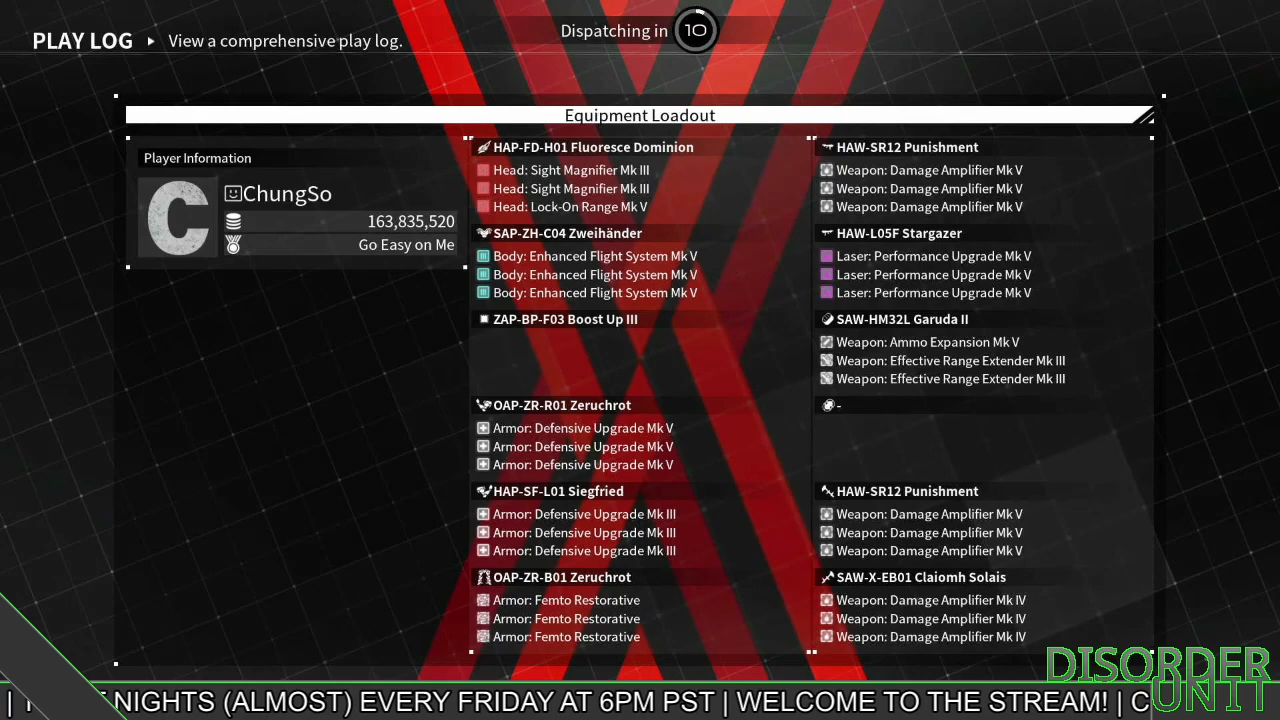 PLAY LOG ▸ View a comprehensive play log.
Dispatching in 10
Equipment Loadout
Player Information
C
ChungSo
163,835,520
Go Easy on Me
HAP-FD-H01 Fluoresce Dominion
Head: Sight Magnifier Mk III
Head: Sight Magnifier Mk III
Head: Lock-On Range Mk V
SAP-ZH-C04 Zweihänder
Body: Enhanced Flight System Mk V
Body: Enhanced Flight System Mk V
Body: Enhanced Flight System Mk V
ZAP-BP-F03 Boost Up III
OAP-ZR-R01 Zeruchrot
Armor: Defensive Upgrade Mk V
Armor: Defensive Upgrade Mk V
Armor: Defensive Upgrade Mk V
HAP-SF-L01 Siegfried
Armor: Defensive Upgrade Mk III
Armor: Defensive Upgrade Mk III
Armor: Defensive Upgrade Mk III
OAP-ZR-B01 Zeruchrot
Armor: Femto Restorative
Armor: Femto Restorative
Armor: Femto Restorative
HAW-SR12 Punishment
Weapon: Damage Amplifier Mk V
Weapon: Damage Amplifier Mk V
Weapon: Damage Amplifier Mk V
HAW-L05F Stargazer
Laser: Performance Upgrade Mk V
Laser: Performance Upgrade Mk V
Laser: Performance Upgrade Mk V
SAW-HM32L Garuda II
Weapon: Ammo Expansion Mk V
Weapon: Effective Range Extender Mk III
Weapon: Effective Range Extender Mk III
-
HAW-SR12 Punishment
Weapon: Damage Amplifier Mk V
Weapon: Damage Amplifier Mk V
Weapon: Damage Amplifier Mk V
SAW-X-EB01 Claiomh Solais
Weapon: Damage Amplifier Mk IV
Weapon: Damage Amplifier Mk IV
Weapon: Damage Amplifier Mk IV
NIGHTS (ALMOST) EVERY FRIDAY AT 6PM PST | WELCOME TO THE STREAM! | C
DISORDER
UNIT